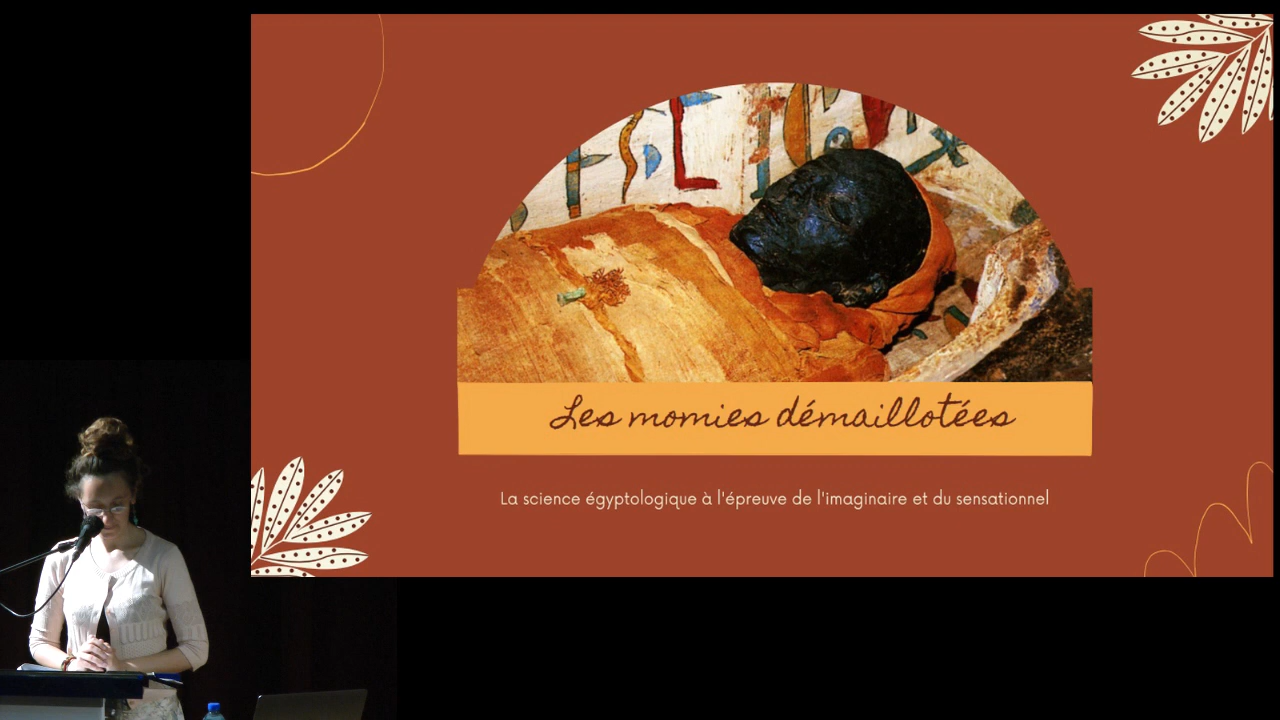 Les momies démaillotées
La science égyptologique à l'épreuve de l'imaginaire et du sensationnel